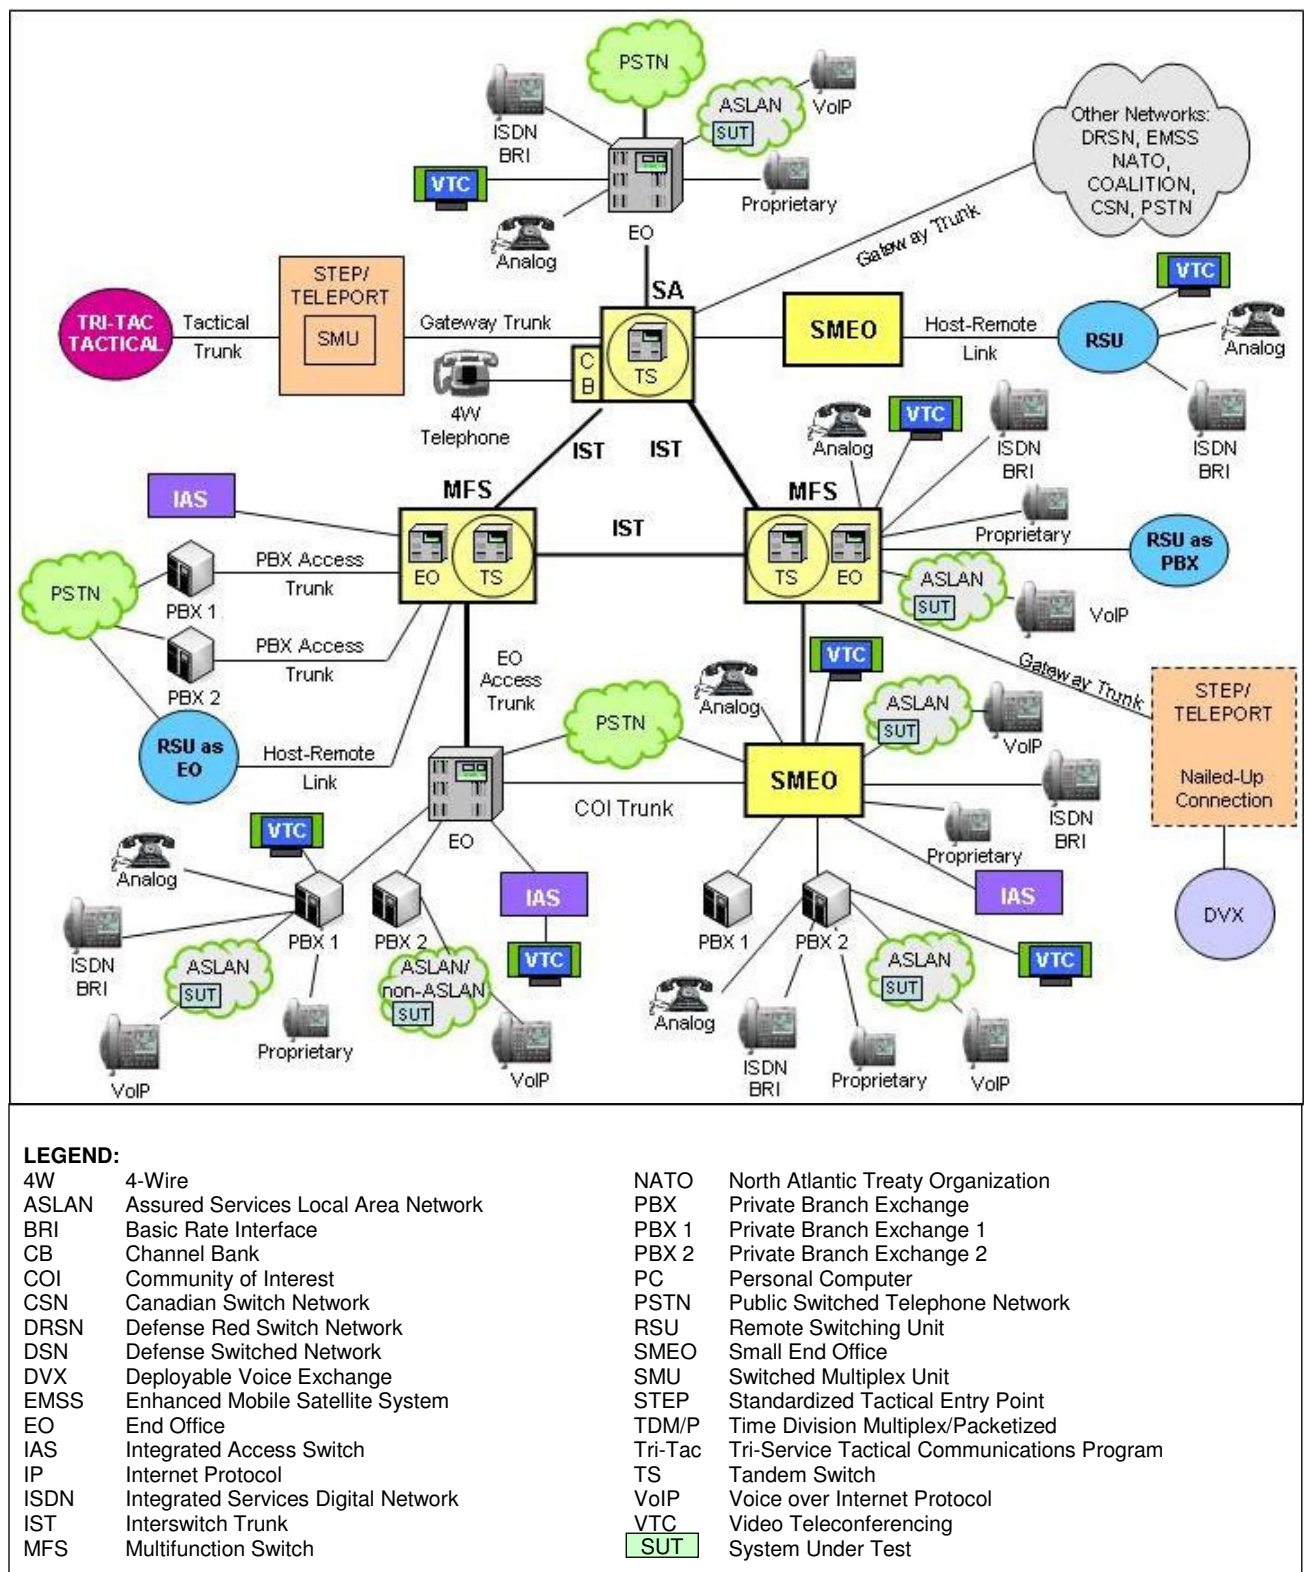 PSTN
ISDN
BRI
ASLAN
SUT
VoIP
VTC
Proprietary
Analog
EO
Other Networks:
DRSN, EMSS
NATO,
COALITION,
CSN, PSTN
Gateway Trunk
SA
TRI-TAC
TACTICAL
Tactical
Trunk
STEP/
TELEPORT
SMU
Gateway Trunk
C
B
TS
4W
Telephone
SMEO
Host-Remote
Link
RSU
VTC
Analog
ISDN
BRI
IST
IST
IST
IAS
MFS
EO
TS
MFS
TS
EO
Analog
VTC
ISDN
BRI
Proprietary
RSU as
PBX
ASLAN
SUT
VoIP
Gateway Trunk
STEP/
TELEPORT
Nailed-Up
Connection
DVX
PSTN
PBX 1
PBX Access
Trunk
PBX 2
PBX Access
Trunk
RSU as
EO
Host-Remote
Link
EO
Access
Trunk
EO
PSTN
COI Trunk
SMEO
Analog
VTC
ASLAN
SUT
VoIP
ISDN
BRI
Proprietary
IAS
VTC
Analog
ISDN
BRI
PBX 1
ASLAN
SUT
VoIP
Proprietary
PBX 2
ASLAN/
non-ASLAN
SUT
VoIP
IAS
VTC
PBX 1
PBX 2
Analog
ISDN
BRI
Proprietary
ASLAN
SUT
VoIP
VTC
LEGEND:
4W 4-Wire
ASLAN Assured Services Local Area Network
BRI Basic Rate Interface
CB Channel Bank
COI Community of Interest
CSN Canadian Switch Network
DRSN Defense Red Switch Network
DSN Defense Switched Network
DVX Deployable Voice Exchange
EMSS Enhanced Mobile Satellite System
EO End Office
IAS Integrated Access Switch
IP Internet Protocol
ISDN Integrated Services Digital Network
IST Interswitch Trunk
MFS Multifunction Switch
NATO North Atlantic Treaty Organization
PBX Private Branch Exchange
PBX 1 Private Branch Exchange 1
PBX 2 Private Branch Exchange 2
PC Personal Computer
PSTN Public Switched Telephone Network
RSU Remote Switching Unit
SMEO Small End Office
SMU Switched Multiplex Unit
STEP Standardized Tactical Entry Point
TDM/P Time Division Multiplex/Packetized
Tri-Tac Tri-Service Tactical Communications Program
TS Tandem Switch
VoIP Voice over Internet Protocol
VTC Video Teleconferencing
SUT System Under Test